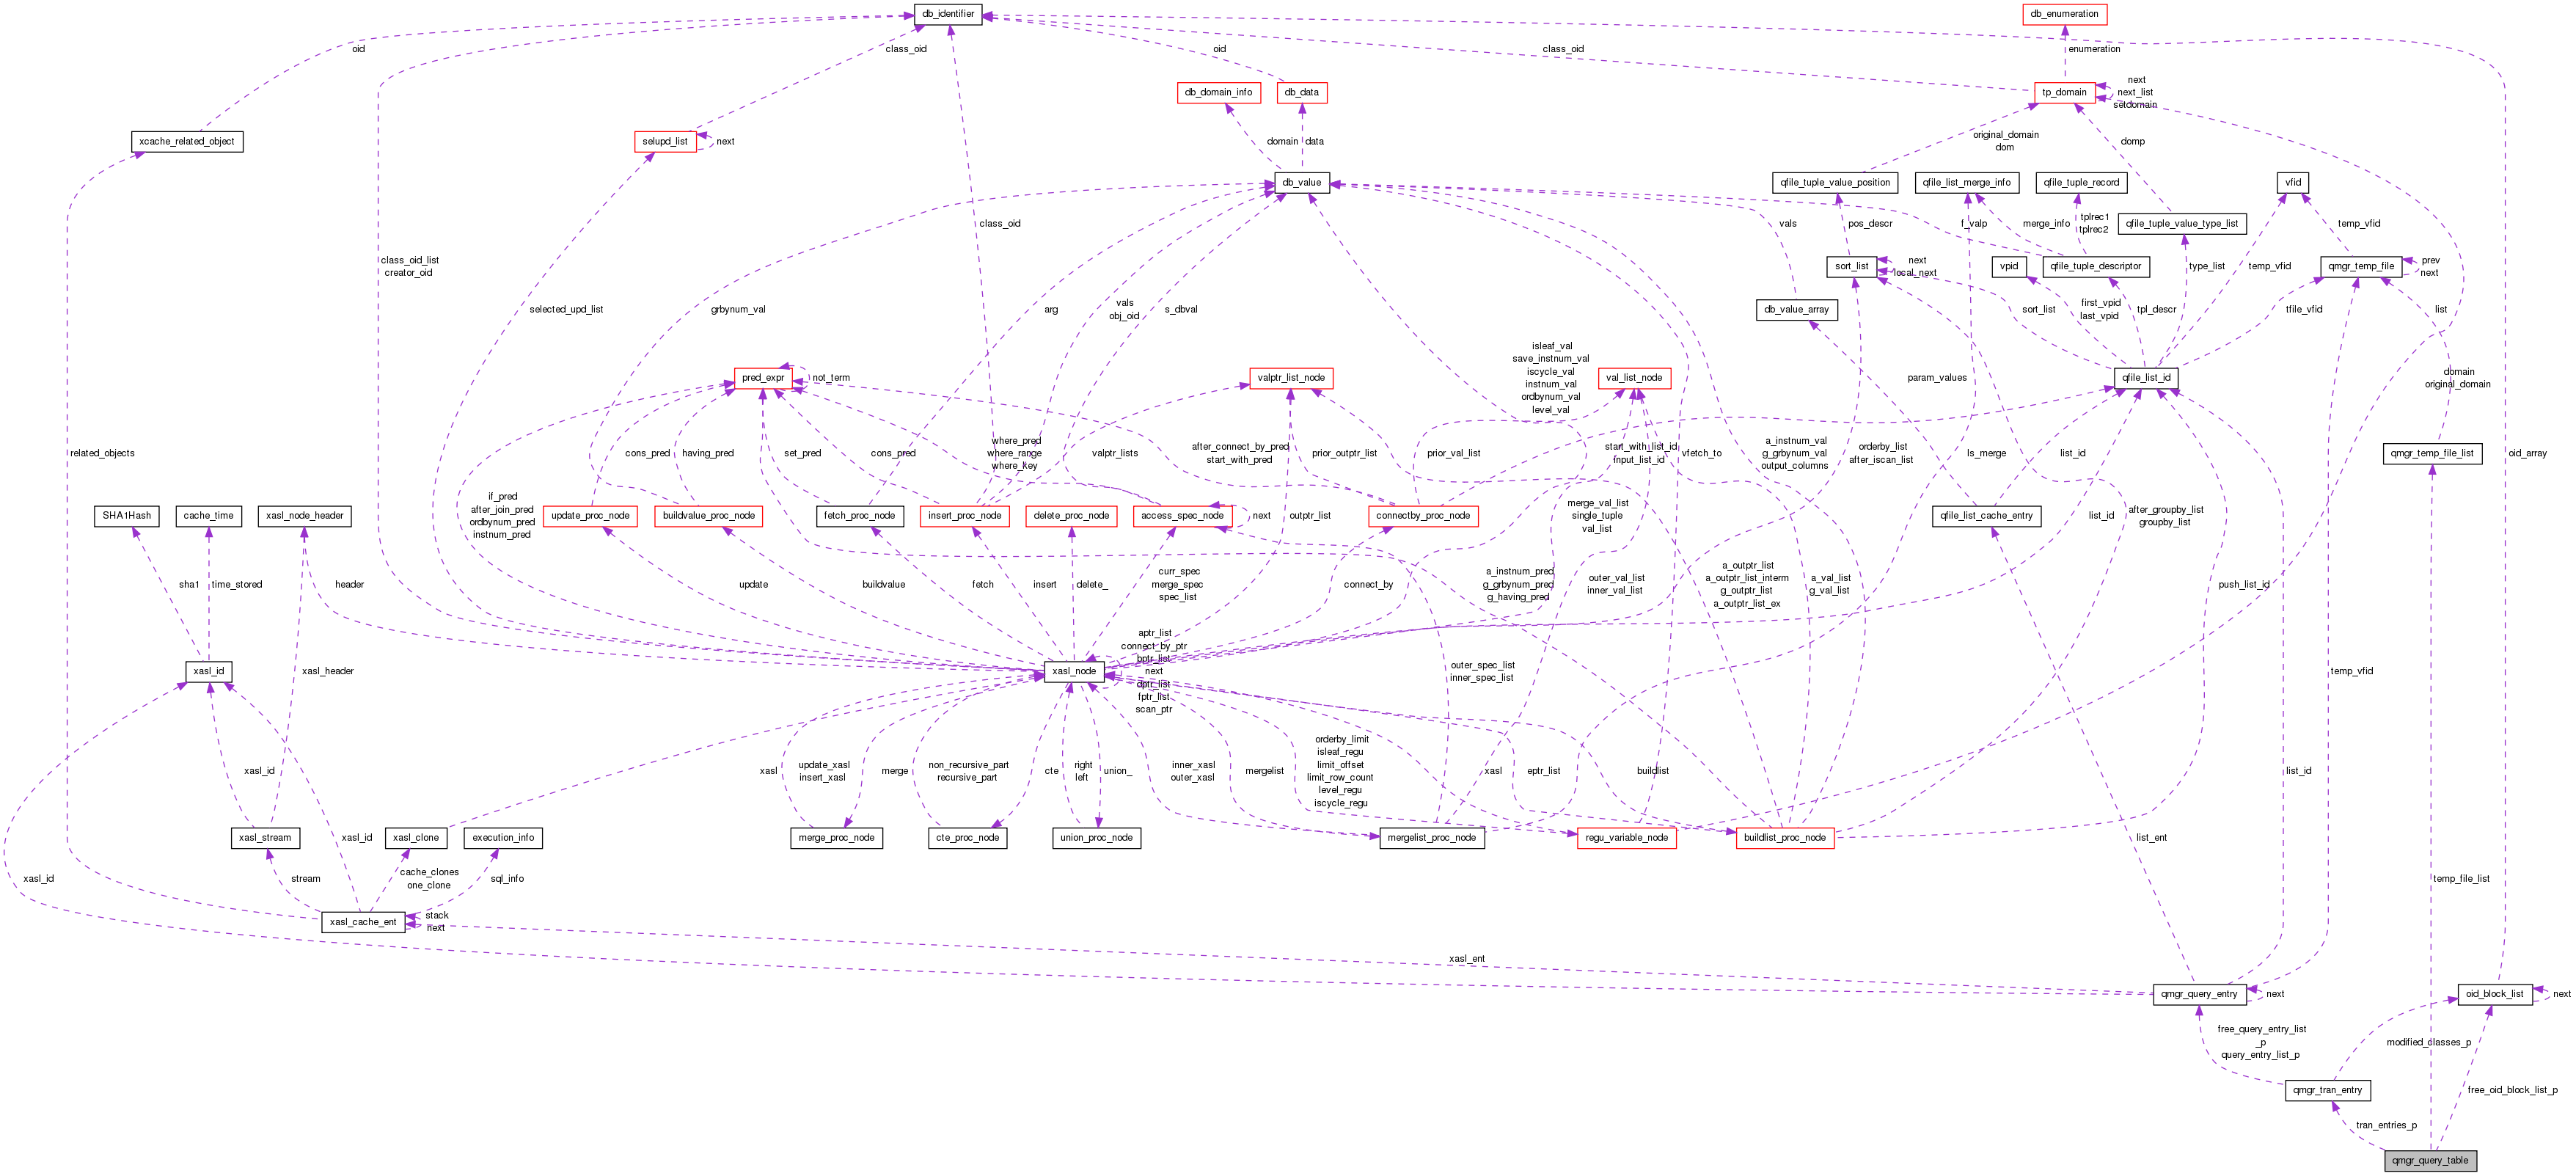 db_identifier
db_enumeration
oid
class_oid
oid
class_oid
enumeration
db_domain_info
db_data
tp_domain
next
next_list
setdomain
xcache_related_object
selupd_list
next
domain
data
original_domain
dom
domp
db_value
qfile_tuple_value_position
qfile_list_merge_info
qfile_tuple_record
vfid
qfile_tuple_value_type_list
class_oid
vals
pos_descr
f_valp
merge_info
tplrec1
tplrec2
temp_vfid
class_oid_list
creator_oid
sort_list
next
local_next
vpid
qfile_tuple_descriptor
type_list
temp_vfid
qmgr_temp_file
prev
next
selected_upd_list
grbynum_val
arg
vals
obj_oid
s_dbval
db_value_array
sort_list
first_vpid
last_vpid
tpl_descr
tfile_vfid
list
isleaf_val
save_instnum_val
iscycle_val
instnum_val
ordbynum_val
level_val
pred_expr
not_term
valptr_list_node
val_list_node
param_values
qfile_list_id
domain
original_domain
related_objects
cons_pred
having_pred
set_pred
cons_pred
where_pred
where_range
where_key
valptr_lists
after_connect_by_pred
start_with_pred
prior_outptr_list
prior_val_list
start_with_list_id
input_list_id
vfetch_to
a_instnum_val
g_grbynum_val
output_columns
orderby_list
after_iscan_list
ls_merge
list_id
qmgr_temp_file_list
oid_array
if_pred
after_join_pred
ordbynum_pred
instnum_pred
SHA1Hash
cache_time
xasl_node_header
update_proc_node
buildvalue_proc_node
fetch_proc_node
insert_proc_node
delete_proc_node
access_spec_node
next
outptr_list
connectby_proc_node
merge_val_list
single_tuple
val_list
list_id
qfile_list_cache_entry
after_groupby_list
groupby_list
sha1
time_stored
header
update
buildvalue
fetch
insert
delete_
curr_spec
merge_spec
spec_list
connect_by
a_instnum_pred
g_grbynum_pred
g_having_pred
outer_val_list
inner_val_list
a_outptr_list
a_outptr_list_interm
g_outptr_list
a_outptr_list_ex
a_val_list
g_val_list
push_list_id
xasl_id
xasl_header
xasl_node
aptr_list
connect_by_ptr
bptr_list
next
dptr_list
fptr_list
scan_ptr
outer_spec_list
inner_spec_list
temp_vfid
xasl_id
xasl
update_xasl
insert_xasl
merge
non_recursive_part
recursive_part
cte
right
left
union_
inner_xasl
outer_xasl
mergelist
orderby_limit
isleaf_regu
limit_offset
limit_row_count
level_regu
iscycle_regu
xasl
eptr_list
buildlist
list_id
xasl_id
xasl_stream
xasl_clone
execution_info
merge_proc_node
cte_proc_node
union_proc_node
mergelist_proc_node
regu_variable_node
buildlist_proc_node
list_ent
xasl_id
stream
cache_clones
one_clone
sql_info
temp_file_list
xasl_cache_ent
stack
next
xasl_ent
qmgr_query_entry
next
oid_block_list
next
free_query_entry_list
_p
query_entry_list_p
modified_classes_p
qmgr_tran_entry
free_oid_block_list_p
tran_entries_p
qmgr_query_table